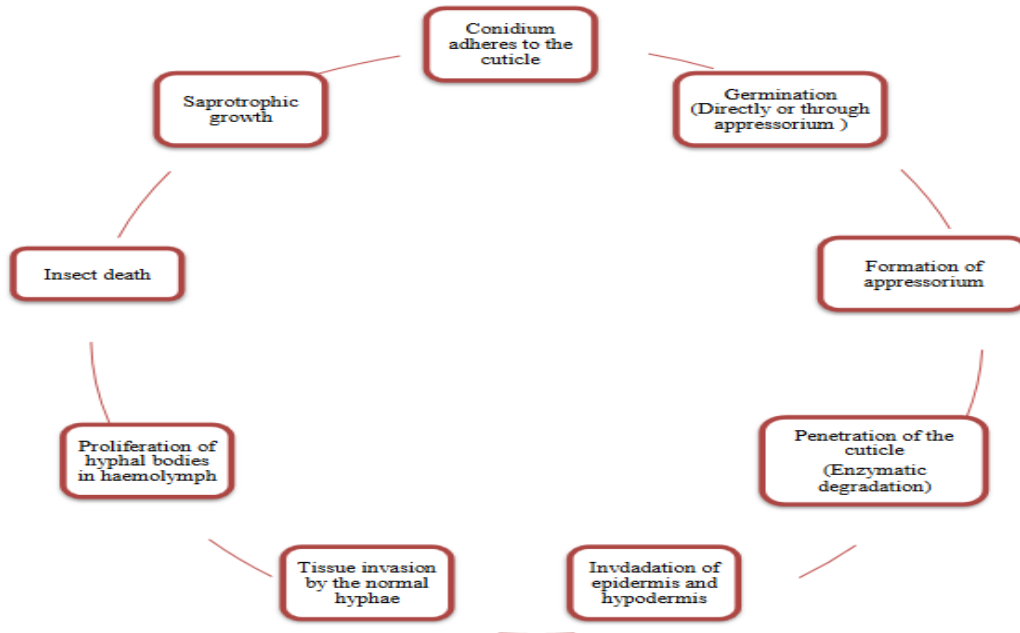 Conidium
adheres to the
cuticle
Germination
(Directly or through
appressorium )
Formation of
appressorium
Penetration of the
cuticle
(Enzymatic
degradation)
Invdadation of
epidermis and
hypodermis
Tissue invasion
by the normal
hyphae
Proliferation of
hyphal bodies
in haemolymph
Insect death
Saprotrophic
growth